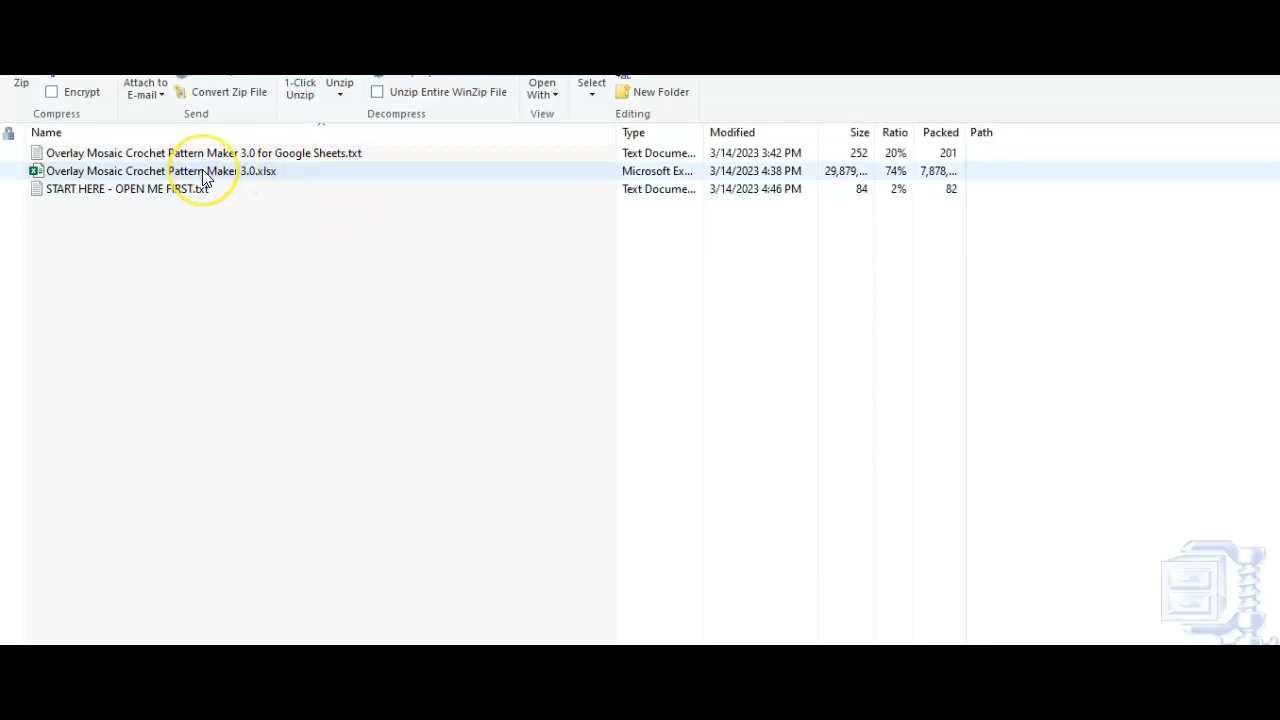 Zip Attach to E-mail 1-Click Unzip Unzip Open With Select
Encrypt Convert Zip File Unzip Entire WinZip File New Folder
Compress Send Decompress View Editing
Name Type Modified Size Ratio Packed Path
Overlay Mosaic Crochet Pattern Maker 3.0 for Google Sheets.txt Text Docume... 3/14/2023 3:42 PM 252 20% 201
Overlay Mosaic Crochet Pattern Maker 3.0.xlsx Microsoft Ex... 3/14/2023 4:38 PM 29,879,... 74% 7,878,...
START HERE - OPEN ME FIRST.txt Text Docume... 3/14/2023 4:46 PM 84 2% 82